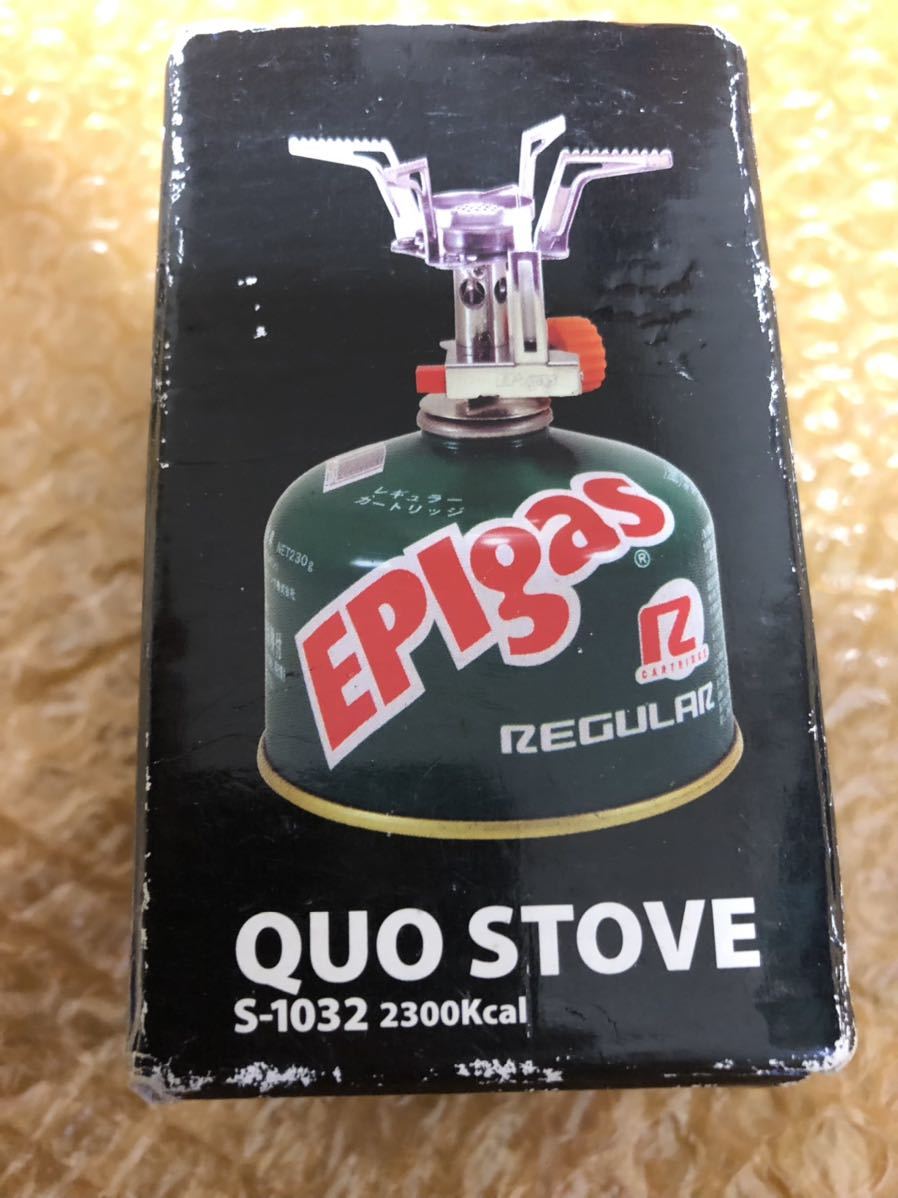 レギュラー
カートリッジ
NET230g
EPIgas
®
R
CARTRIDGE
REGULAR
QUO STOVE
S-1032 2300Kcal